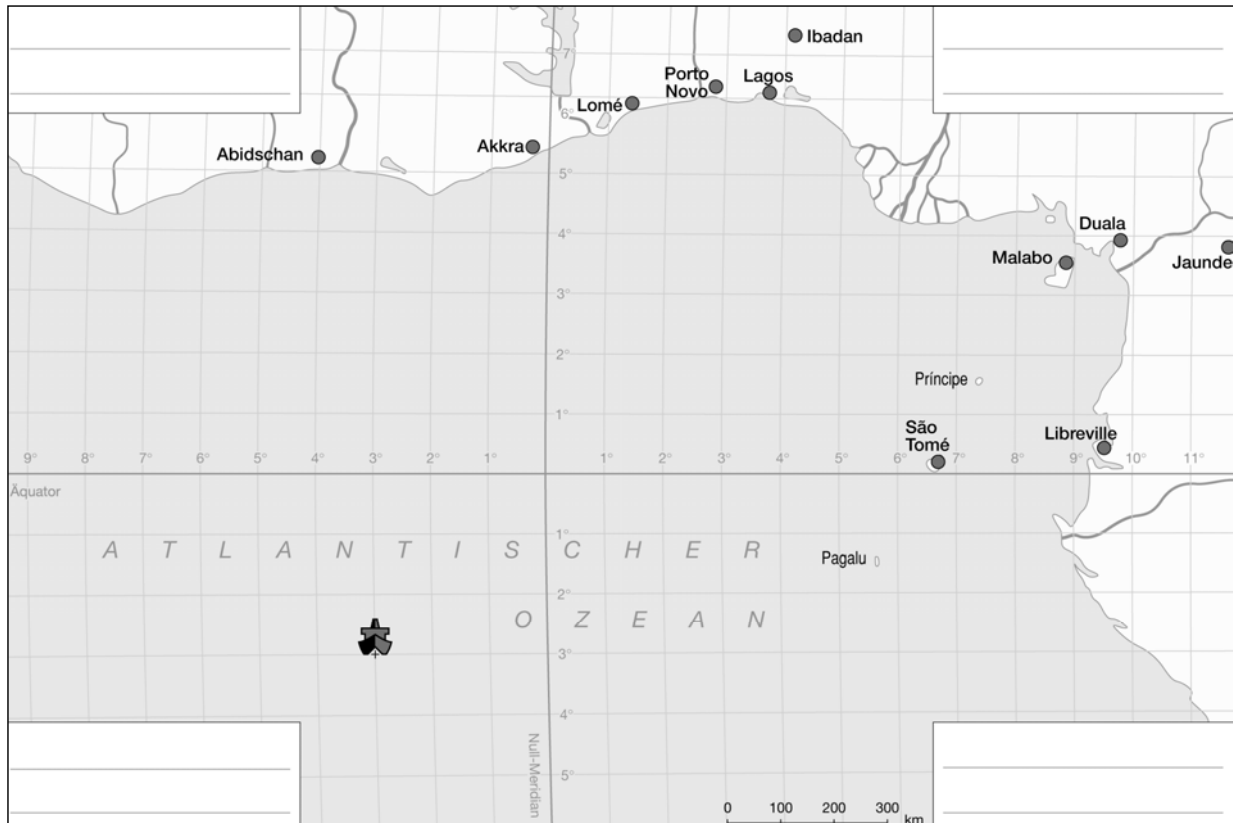 7°
Ibadan
Porto
Novo
Lagos
Lomé
6°
Akkra
Abidschan
5°
4°
Duala
Malabo
Jaunde
3°
2°
Príncipe
1°
São
Tomé
Libreville
9° 8° 7° 6° 5° 4° 3° 2° 1° 1° 2° 3° 4° 5° 6° 7° 8° 9° 10° 11°
Äquator
1°
ATLANTISCHER
Pagalu
2°
OZEAN
3°
4°
Null-Meridian
5°
0 100 200 300 km